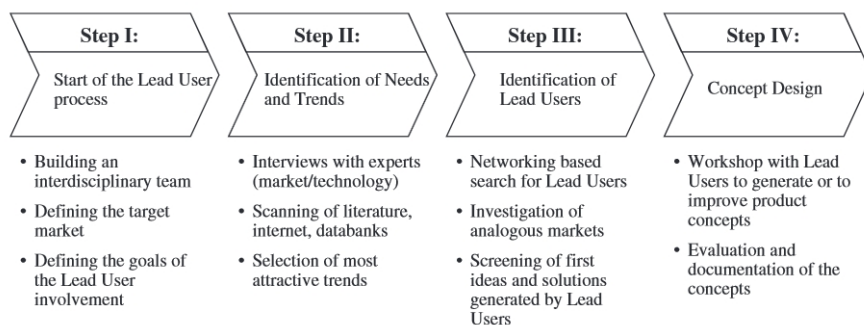 Step I:
Start of the Lead User
process
• Building an
interdisciplinary team
• Defining the target
market
• Defining the goals of
the Lead User
involvement
Step II:
Identification of Needs
and Trends
• Interviews with experts
(market/technology)
• Scanning of literature,
internet, databanks
• Selection of most
attractive trends
Step III:
Identification of
Lead Users
• Networking based
search for Lead Users
• Investigation of
analogous markets
• Screening of first
ideas and solutions
generated by Lead
Users
Step IV:
Concept Design
• Workshop with Lead
Users to generate or to
improve product
concepts
• Evaluation and
documentation of the
concepts